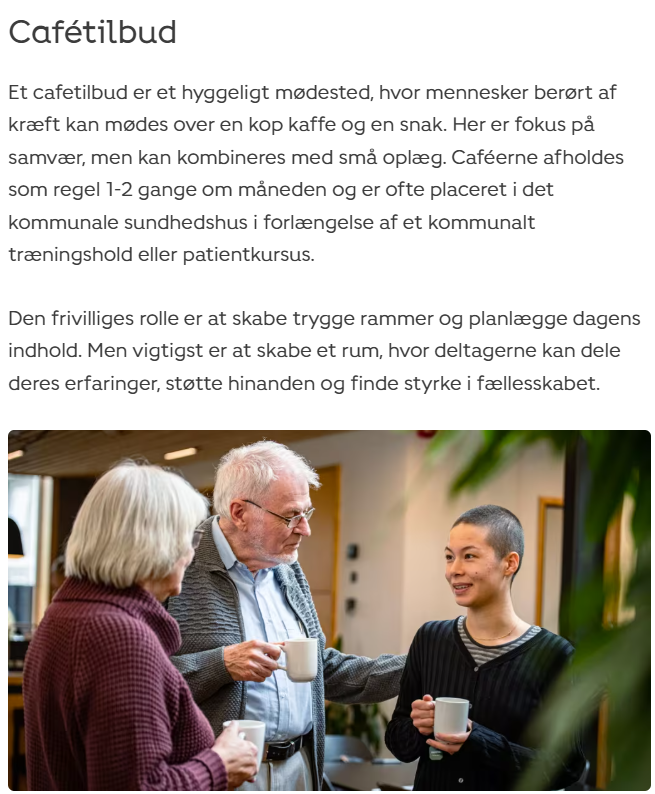 Cafétilbud
Et cafetilbud er et hyggeligt mødested, hvor mennesker berørt af
kræft kan mødes over en kop kaffe og en snak. Her er fokus på
samvær, men kan kombineres med små oplæg. Caféerne afholdes
som regel 1-2 gange om måneden og er ofte placeret i det
kommunale sundhedshus i forlængelse af et kommunalt
træningshold eller patientkursus.
Den frivilliges rolle er at skabe trygge rammer og planlægge dagens
indhold. Men vigtigst er at skabe et rum, hvor deltagerne kan dele
deres erfaringer, støtte hinanden og finde styrke i fællesskabet.